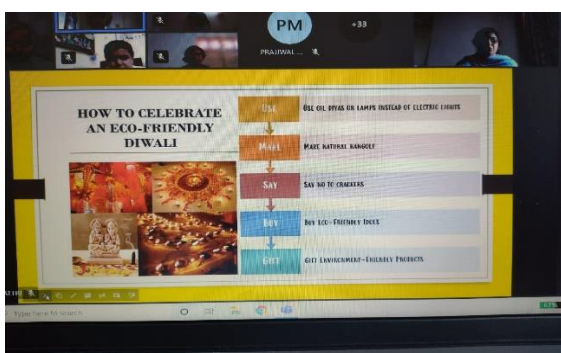 PM
+33
PRAJJWAL ...
HOW TO CELEBRATE
AN ECO-FRIENDLY
DIWALI
USE
USE OIL DIYAS OR LAMPS INSTEAD OF ELECTRIC LIGHTS
MAKE
MAKE NATURAL RANGOLI
SAY
SAY NO TO CRACKERS
BUY
BUY ECO-FRIENDLY IDOLS
GIFT
GIFT ENVIRONMENT-FRIENDLY PRODUCTS
Type here to search